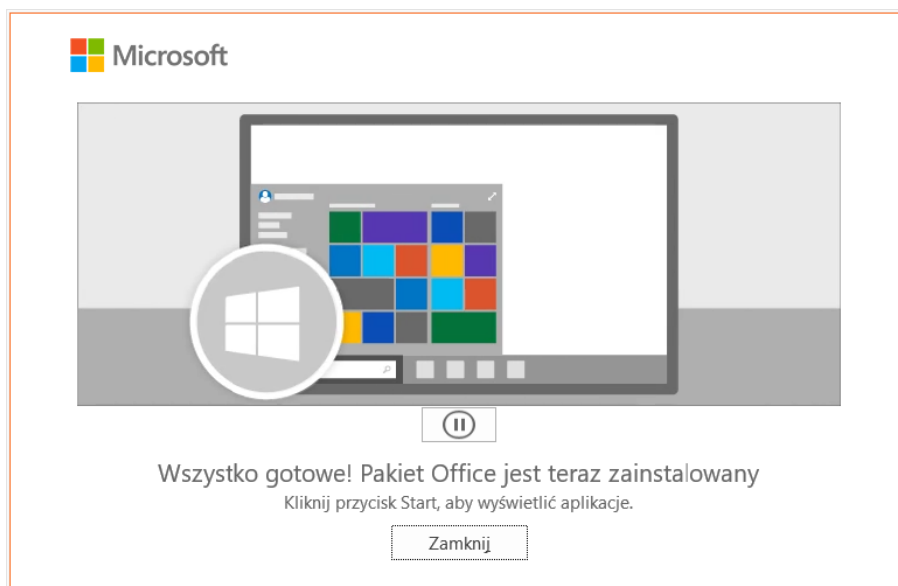 Microsoft
Wszystko gotowe! Pakiet Office jest teraz zainstalowany
Kliknij przycisk Start, aby wyświetlić aplikacje.
Zamknij